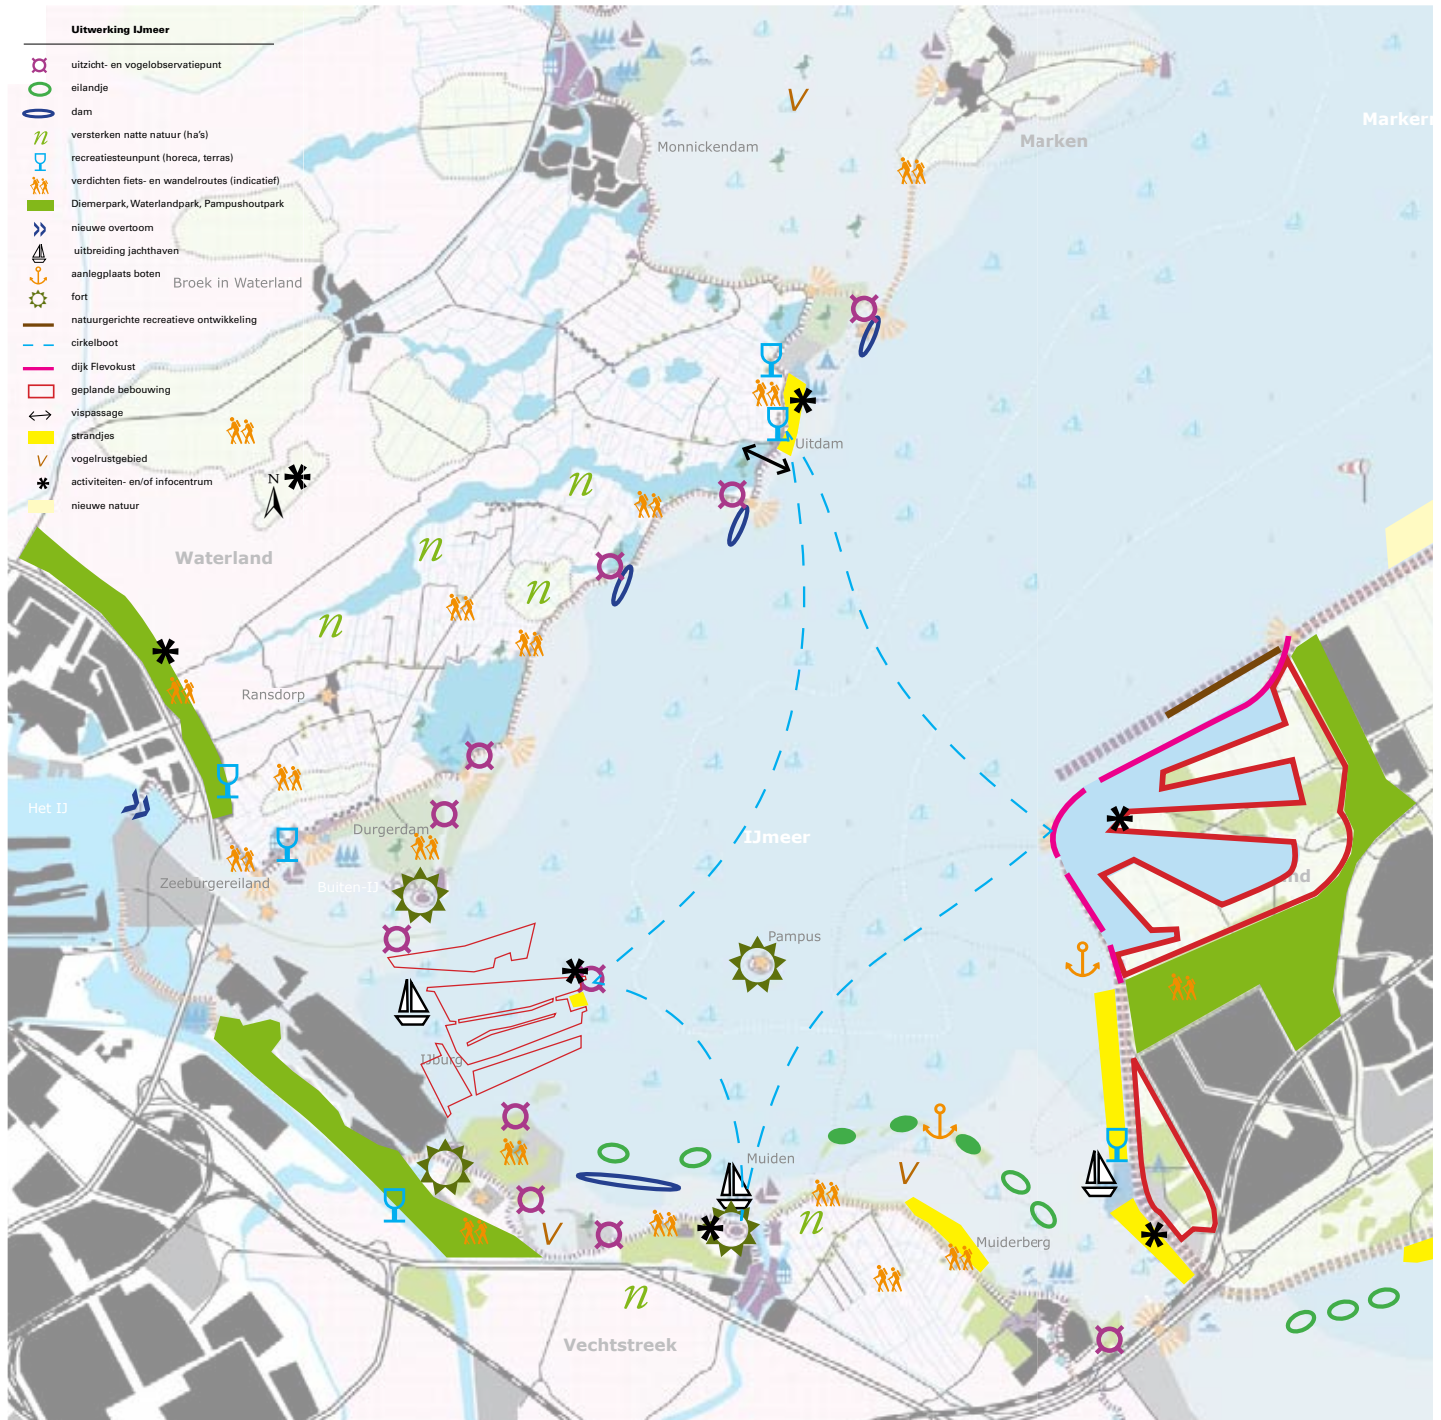 Uitwerking IJmeer
uitzicht- en vogelobservatiepunt
eilandje
dam
n versterken natte natuur (ha's)
recreatiesteunpunt (horeca, terras)
verdichten fiets- en wandelroutes (indicatief)
Diemerpark, Waterlandpark, Pampushoutpark
nieuwe overtoom
uitbreiding jachthaven
aanlegplaats boten
fort
natuurgerichte recreatieve ontwikkeling
cirkelboot
dijk Flevokust
geplande bebouwing
vispassage
strandjes
V vogelrustgebied
activiteiten- en/of infocentrum
nieuwe natuur
V
Markerm
Marken
Monnickendam
Broek in Waterland
Uitdam
N
n
n
Waterland
n
n
Ransdorp
Het IJ
Durgerdam
IJmeer
Zeeburgereiland
Buiten-IJ
Pampus
IJburg
Muiden
V
n
V
Muiderberg
n
Vechtstreek